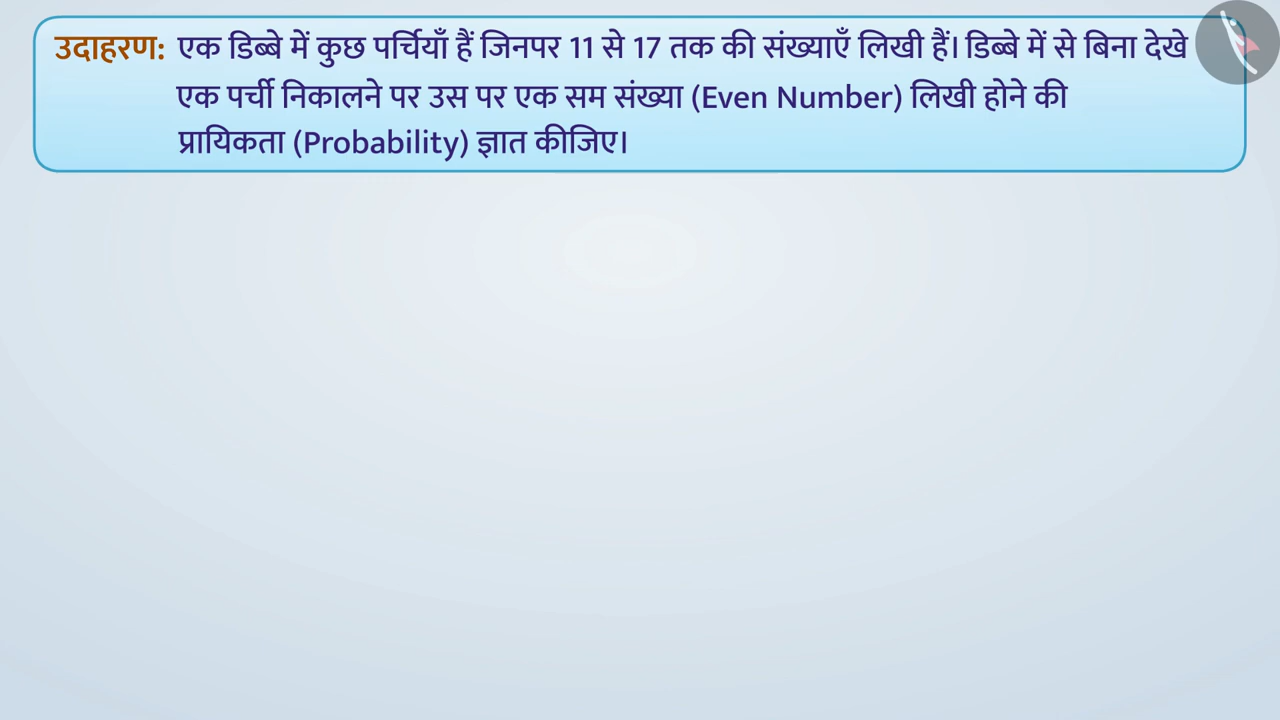 उदाहरण: एक डिब्बे में कुछ पर्चियाँ हैं जिनपर 11 से 17 तक की संख्याएँ लिखी हैं। डिब्बे में से बिना देखे
एक पर्ची निकालने पर उस पर एक सम संख्या (Even Number) लिखी होने की
प्रायिकता (Probability) ज्ञात कीजिए।